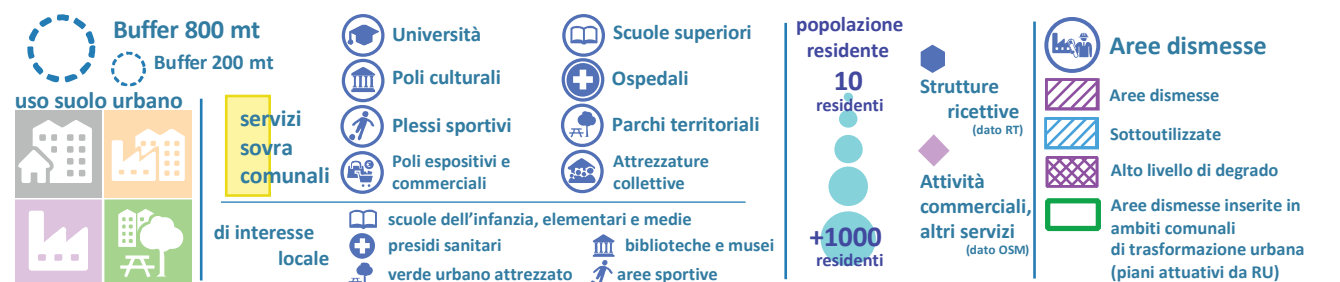 Buffer 800 mt
Buffer 200 mt
uso suolo urbano
servizi
sovra
comunali
Università
Poli culturali
Plessi sportivi
Poli espositivi e
commerciali
Scuole superiori
Ospedali
Parchi territoriali
Attrezzature
collettive
di interesse
locale
scuole dell'infanzia, elementari e medie
presidi sanitari
biblioteche e musei
verde urbano attrezzato
aree sportive
popolazione
residente
10
residenti
+1000
residenti
Strutture
ricettive
(dato RT)
Attività
commerciali,
altri servizi
(dato OSM)
Aree dismesse
Aree dismesse
Sottoutilizzate
Alto livello di degrado
Aree dismesse inserite in
ambiti comunali
di trasformazione urbana
(piani attuativi da RU)